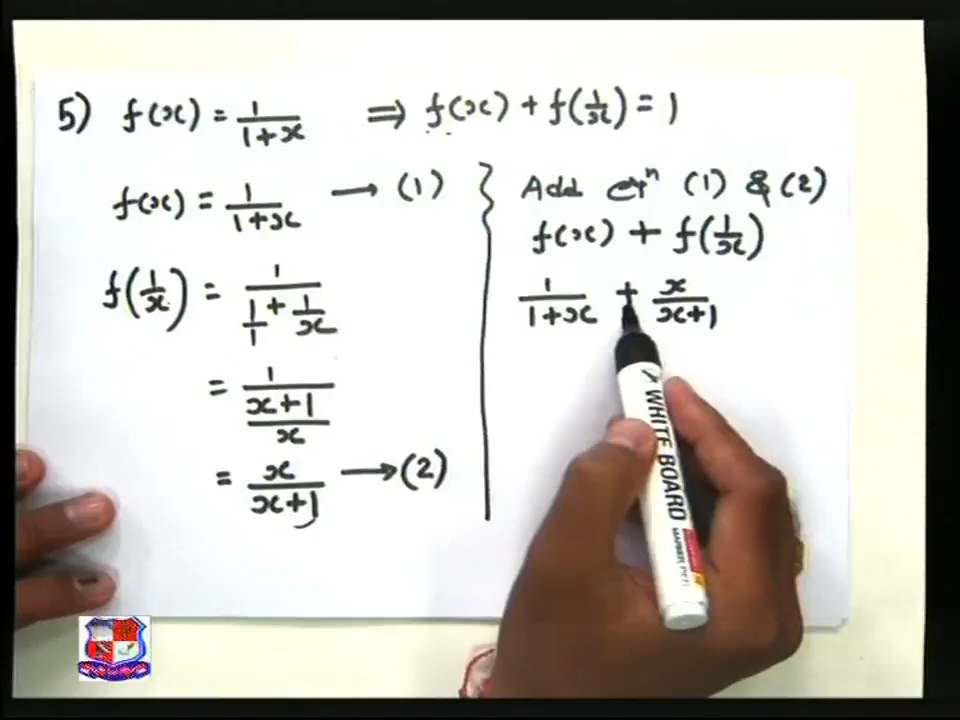 5) f(x) = 1/(1+x) ⇒ f(x) + f(1/x) = 1
f(x) = 1/(1+x) → (1)
f(1/x) = 1/(1/1 + 1/x)
= 1/((x+1)/x)
= x/(x+1) → (2)
Add eqn (1) & (2)
f(x) + f(1/x)
1/(1+x) + x/(x+1)
WHITE BOARD